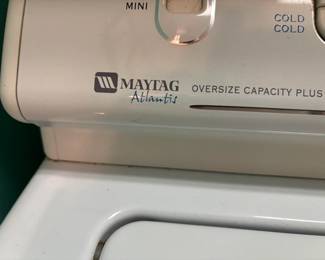 MINI
COLD
COLD
MAYTAG
Atlantis
OVERSIZE CAPACITY PLUS